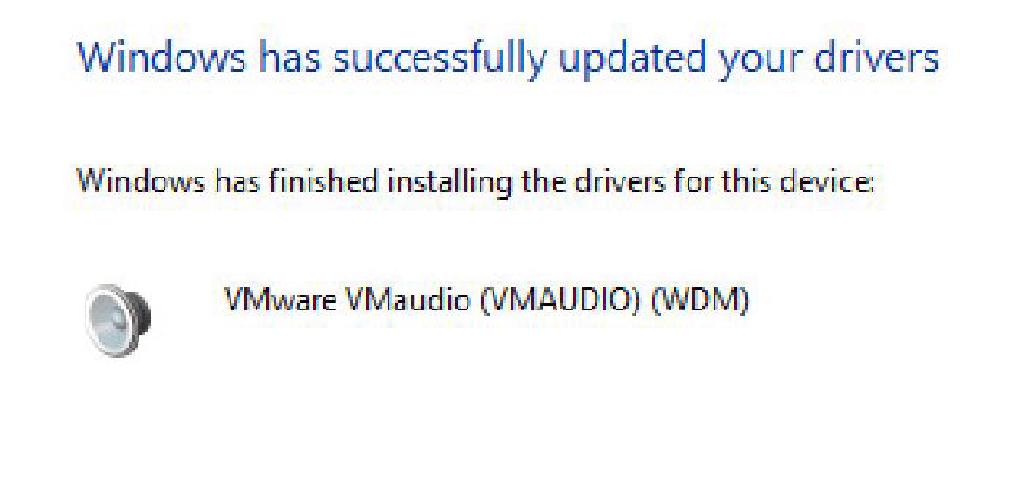 Windows has successfully updated your drivers
Windows has finished installing the drivers for this device:
VMware VMaudio (VMAUDIO) (WDM)